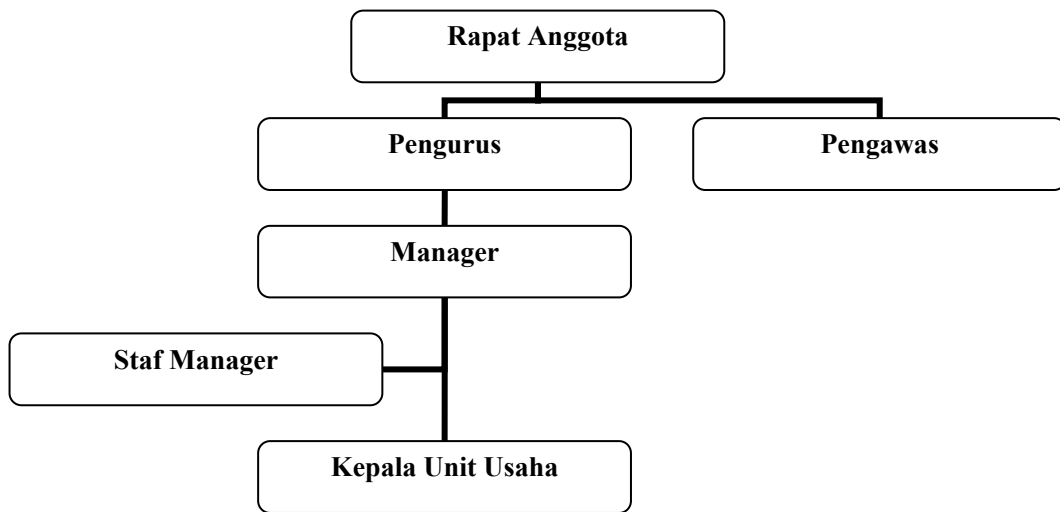 Rapat Anggota
Pengurus
Pengawas
Manager
Staf Manager
Kepala Unit Usaha